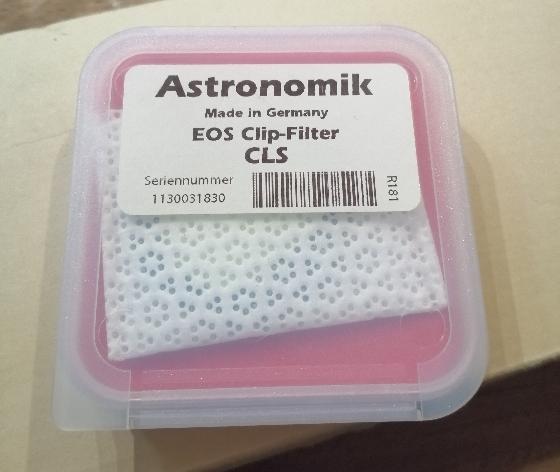 Astronomik
Made in Germany
EOS Clip-Filter
CLS
Seriennummer
1130031830
R181